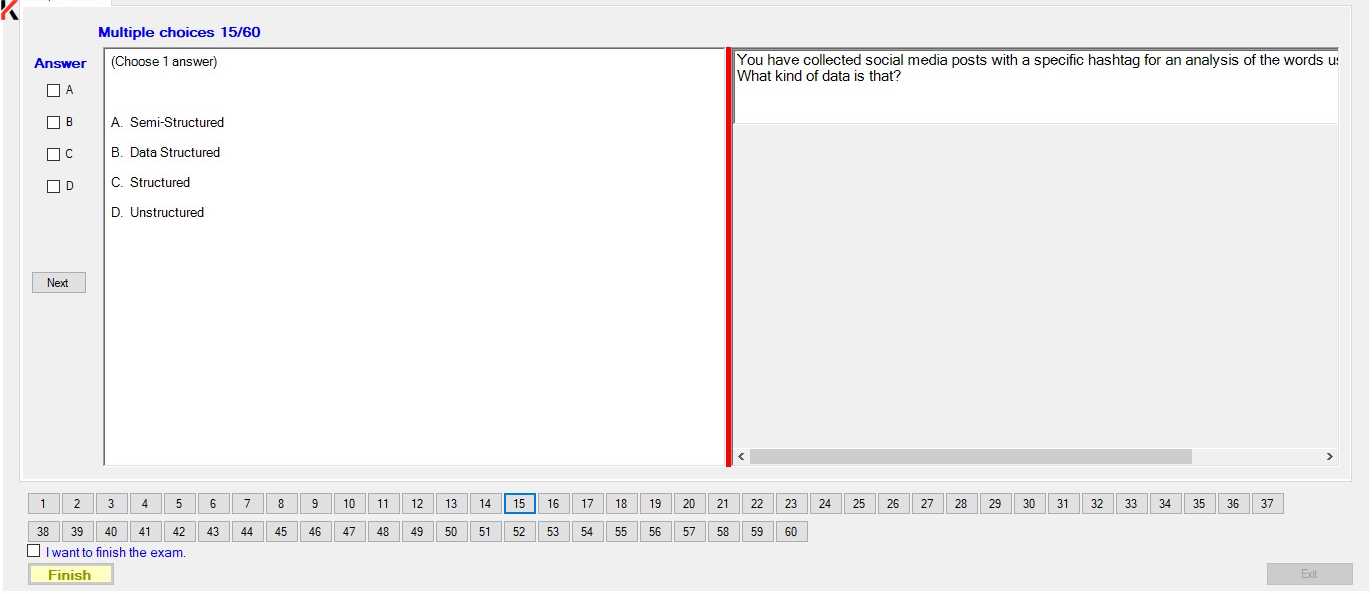 Multiple choices 15/60
Answer
A
B
C
D
Next
(Choose 1 answer)
A. Semi-Structured
B. Data Structured
C. Structured
D. Unstructured
You have collected social media posts with a specific hashtag for an analysis of the words
What kind of data is that?
1 2 3 4 5 6 7 8 9 10 11 12 13 14 15 16 17 18 19 20 21 22 23 24 25 26 27 28 29 30 31 32 33 34 35 36 37
38 39 40 41 42 43 44 45 46 47 48 49 50 51 52 53 54 55 56 57 58 59 60
I want to finish the exam.
Finish
Exit